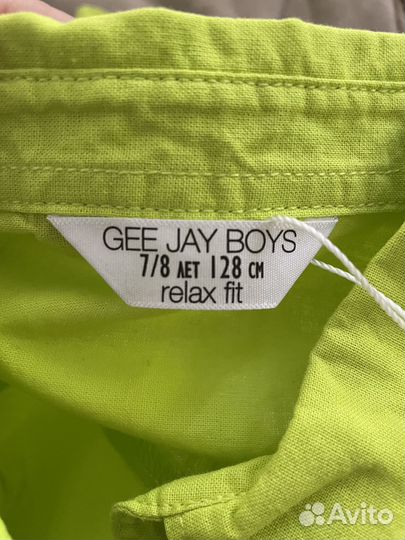 GEE JAY BOYS
7/8 ЛЕТ 128 СМ
relax fit
Avito